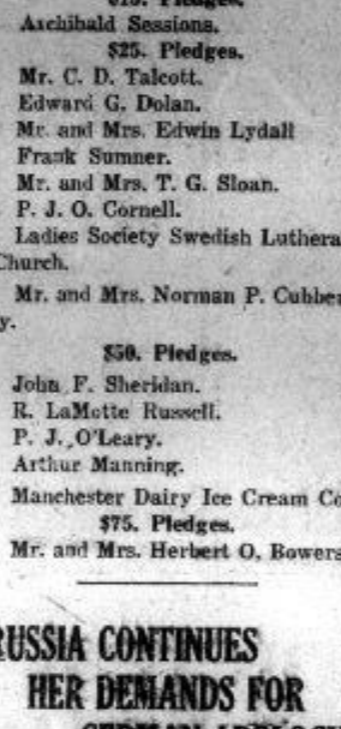 $15. Pledges.
Archibald Sessions.
$25. Pledges.
Mr. C. D. Talcott.
Edward G. Dolan.
Mr. and Mrs. Edwin Lydall
Frank Sumner.
Mr. and Mrs. T. G. Sloan.
P. J. O. Cornell.
Ladies Society Swedish Luthera
Church.
Mr. and Mrs. Norman P. Cubber
y.
$50. Pledges.
John F. Sheridan.
R. LaMotte Russell.
P. J. O'Leary.
Arthur Manning.
Manchester Dairy Ice Cream Co
$75. Pledges.
Mr. and Mrs. Herbert O. Bowers
RUSSIA CONTINUES
HER DEMANDS FOR